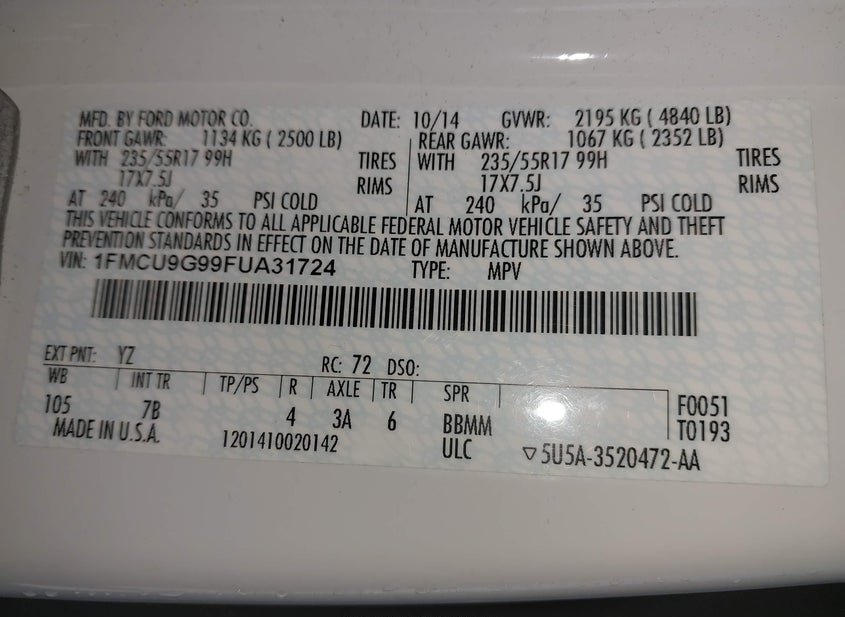 MFD. BY FORD MOTOR CO. DATE: 10/14 GVWR: 2195 KG ( 4840 LB)
FRONT GAWR: 1134 KG ( 2500 LB) REAR GAWR: 1067 KG ( 2352 LB)
WITH 235/55R17 99H TIRES WITH 235/55R17 99H TIRES
17X7.5J RIMS 17X7.5J RIMS
AT 240 kPa/ 35 PSI COLD AT 240 kPa/ 35 PSI COLD
THIS VEHICLE CONFORMS TO ALL APPLICABLE FEDERAL MOTOR VEHICLE SAFETY AND THEFT
PREVENTION STANDARDS IN EFFECT ON THE DATE OF MANUFACTURE SHOWN ABOVE.
VIN: 1FMCU9G99FUA31724 TYPE: MPV
EXT PNT: YZ RC: 72 DSO:
WB INT TR TP/PS R AXLE TR SPR
105 7B 4 3A 6 BBMM F0051
MADE IN U.S.A. 1201410020142 ULC T0193
▽5U5A-3520472-AA